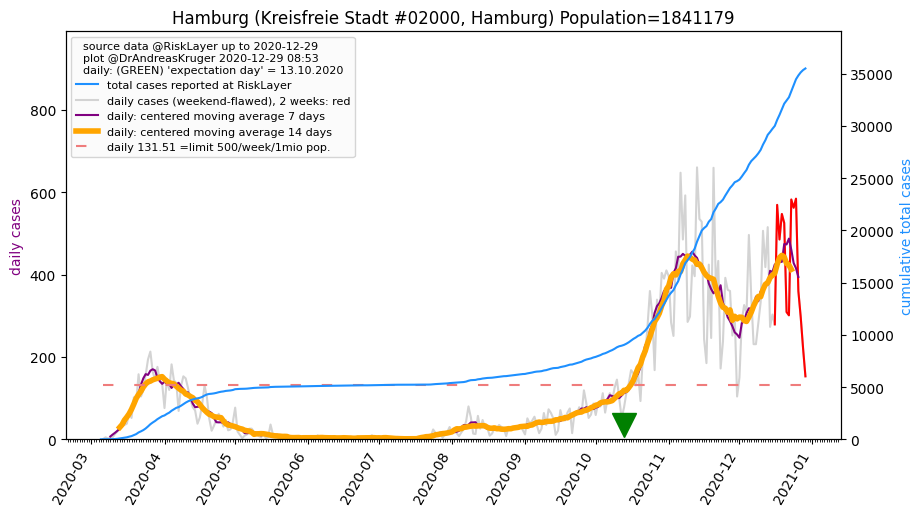 Hamburg (Kreisfreie Stadt #02000, Hamburg) Population=1841179
source data @RiskLayer up to 2020-12-29
plot @DrAndreasKruger 2020-12-29 08:53
daily: (GREEN) 'expectation day' = 13.10.2020
total cases reported at RiskLayer
daily cases (weekend-flawed), 2 weeks: red
daily: centered moving average 7 days
daily: centered moving average 14 days
daily 131.51 =limit 500/week/1mio pop.
daily cases
800
600
400
200
0
35000
30000
25000
20000
15000
10000
5000
0
cumulative total cases
2020-03
2020-04
2020-05
2020-06
2020-07
2020-08
2020-09
2020-10
2020-11
2020-12
2021-01